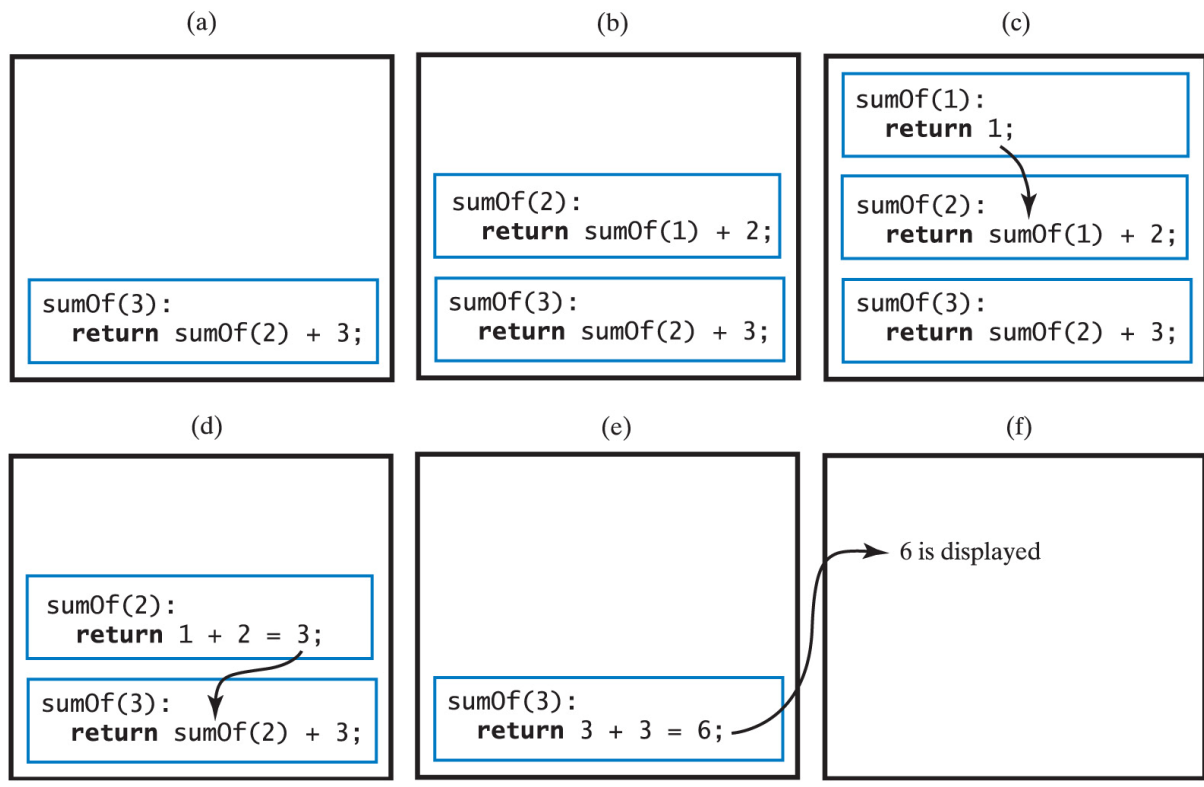 (a)
sumOf(3):
return sumOf(2) + 3;
(b)
sumOf(2):
return sumOf(1) + 2;
sumOf(3):
return sumOf(2) + 3;
(c)
sumOf(1):
return 1;
sumOf(2):
return sumOf(1) + 2;
sumOf(3):
return sumOf(2) + 3;
(d)
sumOf(2):
return 1 + 2 = 3;
sumOf(3):
return sumOf(2) + 3;
(e)
sumOf(3):
return 3 + 3 = 6;
(f)
6 is displayed